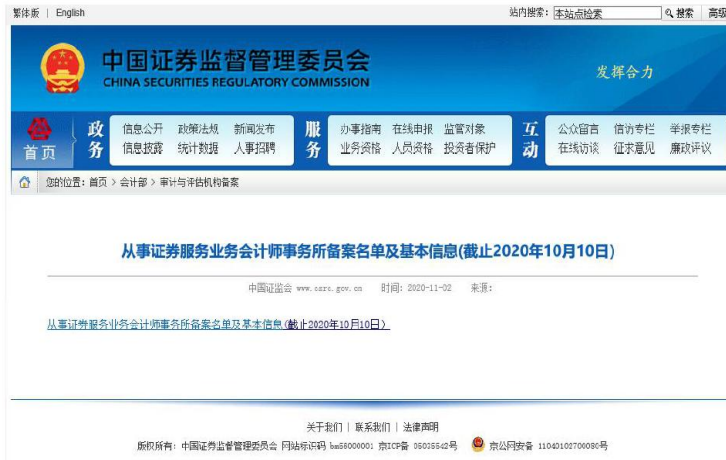 繁体版 | English 站内搜索: 本站点检索 搜索 高级
中国证券监督管理委员会
CHINA SECURITIES REGULATORY COMMISSION
发挥合力
首页
政务
信息公开 政策法规 新闻发布
信息披露 统计数据 人事招聘
服务
办事指南 在线申报 监管对象
业务资格 人员资格 投资者保护
互动
公众留言 信访专栏 举报专栏
在线访谈 征求意见 廉政评议
您的位置: 首页 > 会计部 > 审计与评估机构备案
从事证券服务业务会计师事务所备案名单及基本信息(截止2020年10月10日)
中国证监会 www.csrc.gov.cn 时间: 2020-11-02 来源:
从事证券服务业务会计师事务所备案名单及基本信息(截止2020年10月10日)
关于我们 | 联系我们 | 法律声明
版权所有: 中国证券监督管理委员会 网站标识码 bm56000001 京ICP备 05035542号 京公网安备 11040102700080号